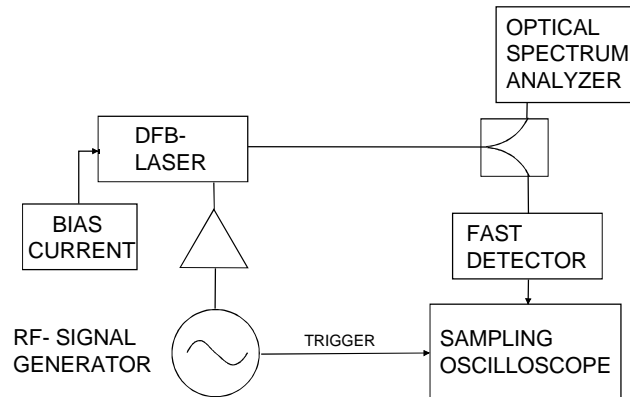 OPTICAL
SPECTRUM
ANALYZER
DFB-
LASER
BIAS
CURRENT
FAST
DETECTOR
RF- SIGNAL
GENERATOR
TRIGGER
SAMPLING
OSCILLOSCOPE